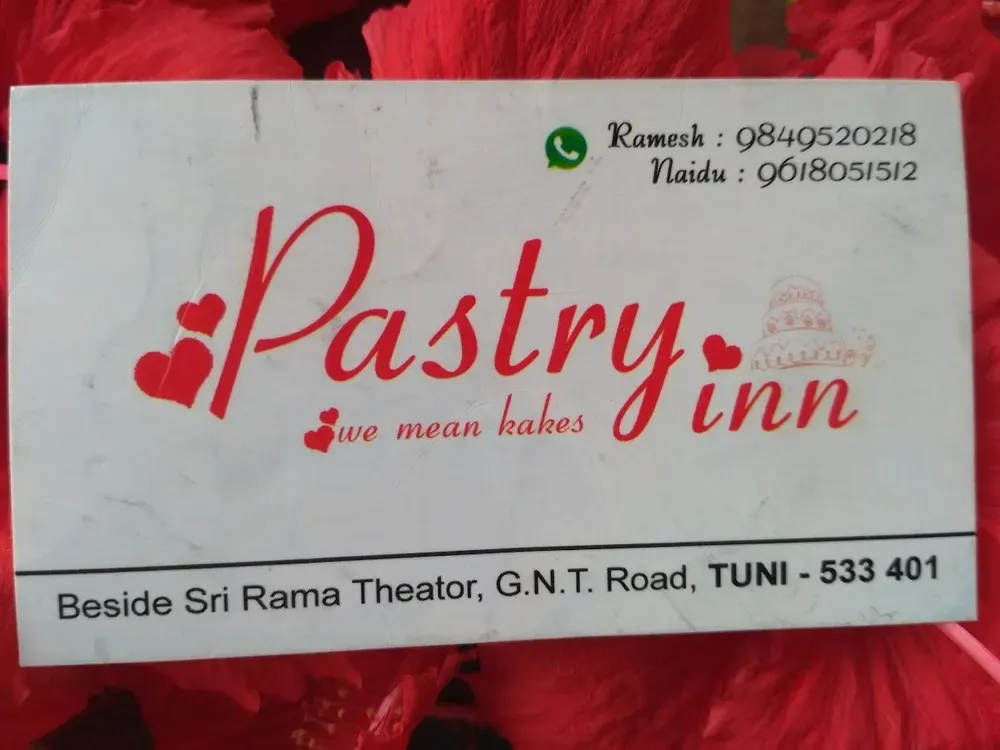 Ramesh : 9849520218
Naidu : 9618051512
Pastry inn
we mean kakes
Beside Sri Rama Theator, G.N.T. Road, TUNI - 533 401